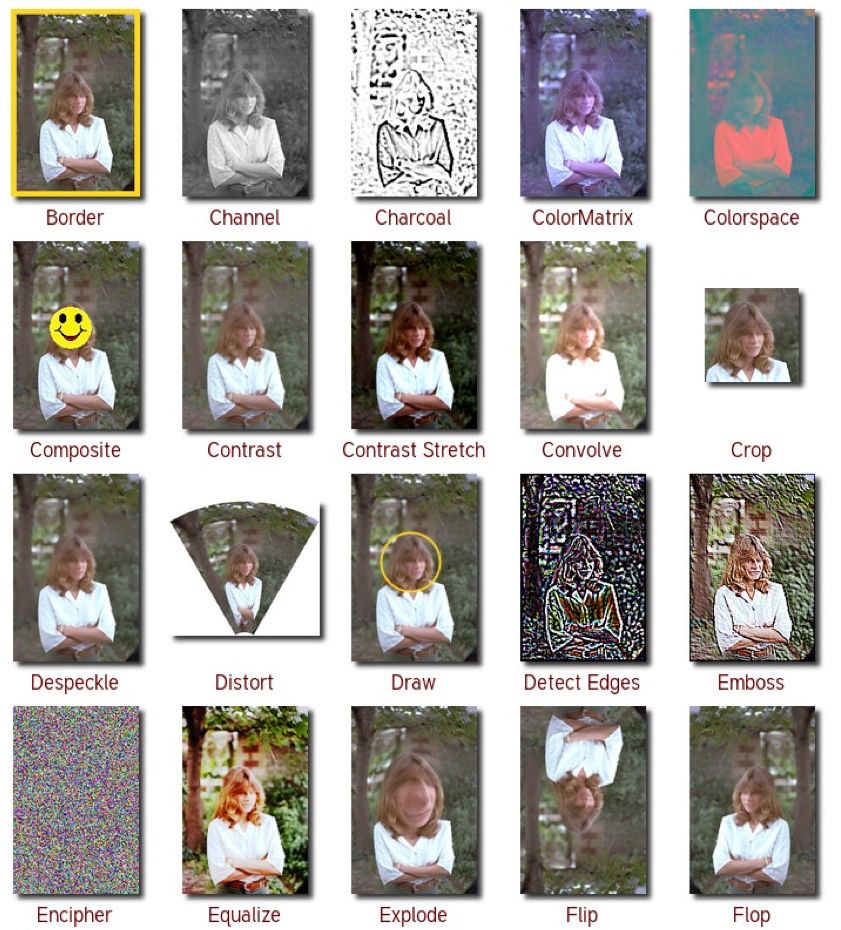 Border
Channel
Charcoal
ColorMatrix
Colorspace
Composite
Contrast
Contrast Stretch
Convolve
Crop
Despeckle
Distort
Draw
Detect Edges
Emboss
Encipher
Equalize
Explode
Flip
Flop